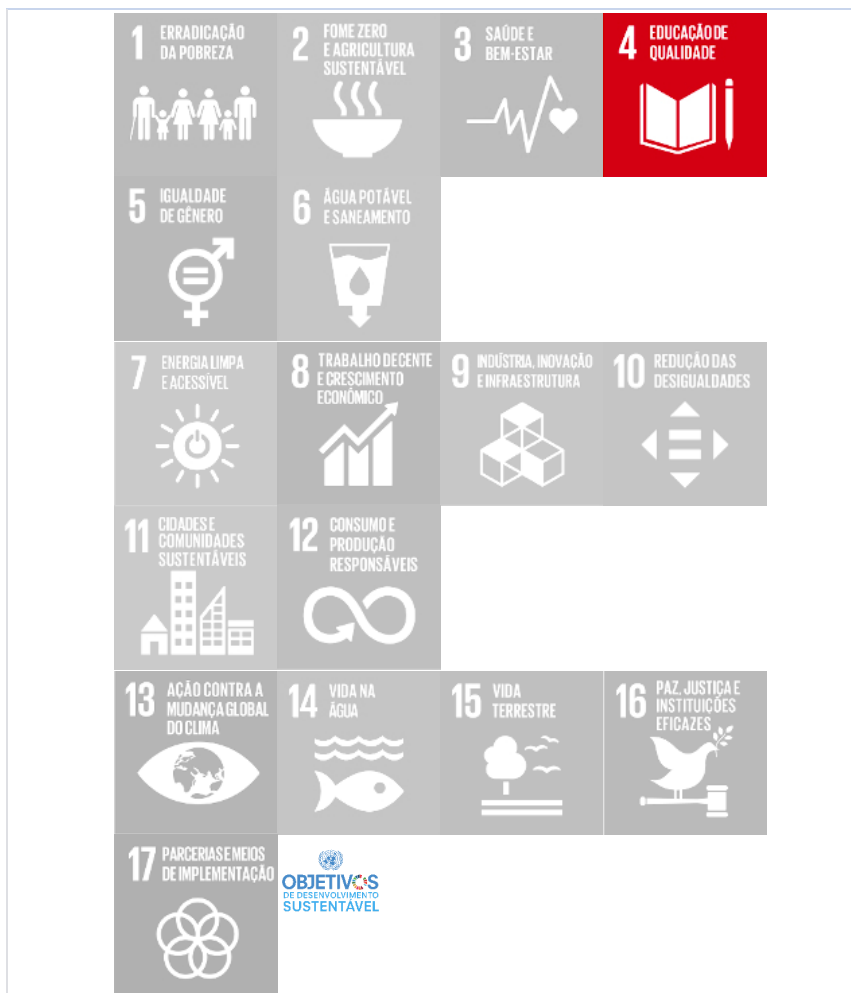 1 ERRADICAÇÃO
DA POBREZA
2 FOME ZERO
E AGRICULTURA
SUSTENTÁVEL
3 SAÚDE E
BEM-ESTAR
4 EDUCAÇÃO DE
QUALIDADE
5 IGUALDADE
DE GÊNERO
6 ÁGUA POTÁVEL
E SANEAMENTO
7 ENERGIA LIMPA
E ACESSÍVEL
8 TRABALHO DECENTE
E CRESCIMENTO
ECONÔMICO
9 INDÚSTRIA, INOVAÇÃO
E INFRAESTRUTURA
10 REDUÇÃO DAS
DESIGUALDADES
11 CIDADES E
COMUNIDADES
SUSTENTÁVEIS
12 CONSUMO E
PRODUÇÃO
RESPONSÁVEIS
13 AÇÃO CONTRA A
MUDANÇA GLOBAL
DO CLIMA
14 VIDA NA
ÁGUA
15 VIDA
TERRESTRE
16 PAZ, JUSTIÇA E
INSTITUIÇÕES
EFICAZES
17 PARCERIAS E MEIOS
DE IMPLEMENTAÇÃO
OBJETIVOS
DE DESENVOLVIMENTO
SUSTENTÁVEL